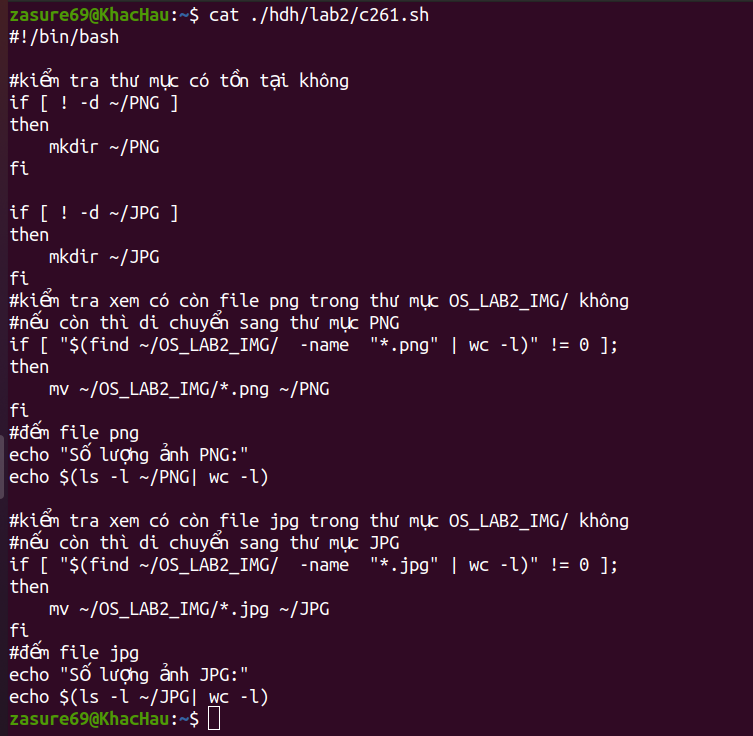 zasure69@KhacHau:~$ cat ./hdh/lab2/c261.sh
#!/bin/bash

#kiểm tra thư mục có tồn tại không
if [ ! -d ~/PNG ]
then
    mkdir ~/PNG
fi

if [ ! -d ~/JPG ]
then
    mkdir ~/JPG
fi
#kiểm tra xem có còn file png trong thư mục OS_LAB2_IMG/ không
#nếu còn thì di chuyển sang thư mục PNG
if [ "$(find ~/OS_LAB2_IMG/  -name  "*.png" | wc -l)" != 0 ];
then
    mv ~/OS_LAB2_IMG/*.png ~/PNG
fi
#đếm file png
echo "Số lượng ảnh PNG:"
echo $(ls -l ~/PNG| wc -l)

#kiểm tra xem có còn file jpg trong thư mục OS_LAB2_IMG/ không
#nếu còn thì di chuyển sang thư mục JPG
if [ "$(find ~/OS_LAB2_IMG/  -name  "*.jpg" | wc -l)" != 0 ];
then
    mv ~/OS_LAB2_IMG/*.jpg ~/JPG
fi
#đếm file jpg
echo "Số lượng ảnh JPG:"
echo $(ls -l ~/JPG| wc -l)
zasure69@KhacHau:~$